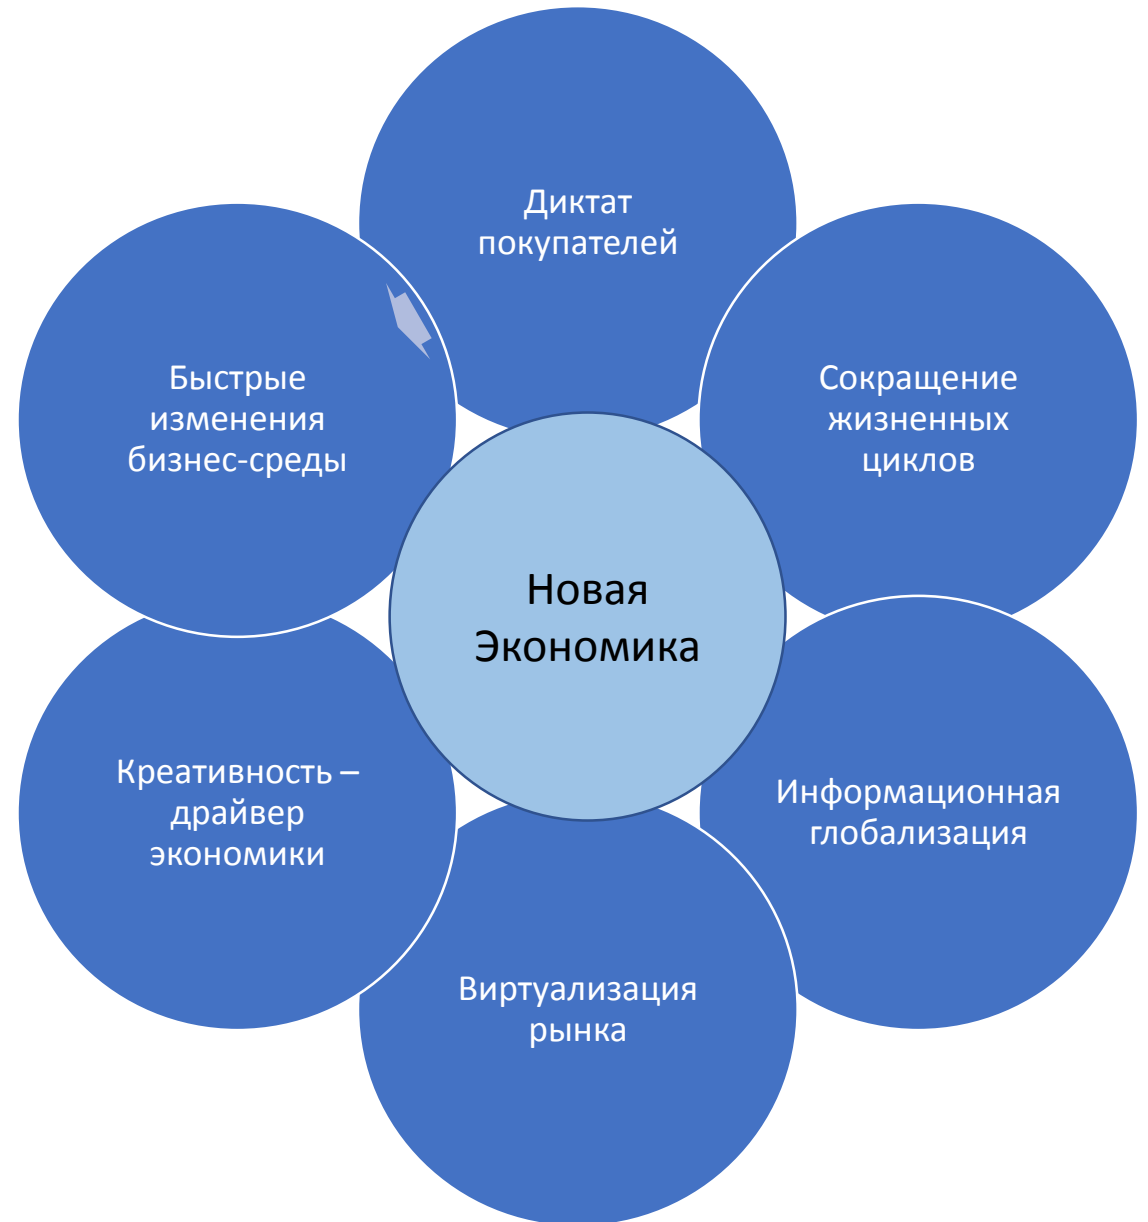 Диктат
покупателей
Сокращение
жизненных
циклов
Информационная
глобализация
Виртуализация
рынка
Креативность –
драйвер
экономики
Быстрые
изменения
бизнес-среды
Новая
Экономика